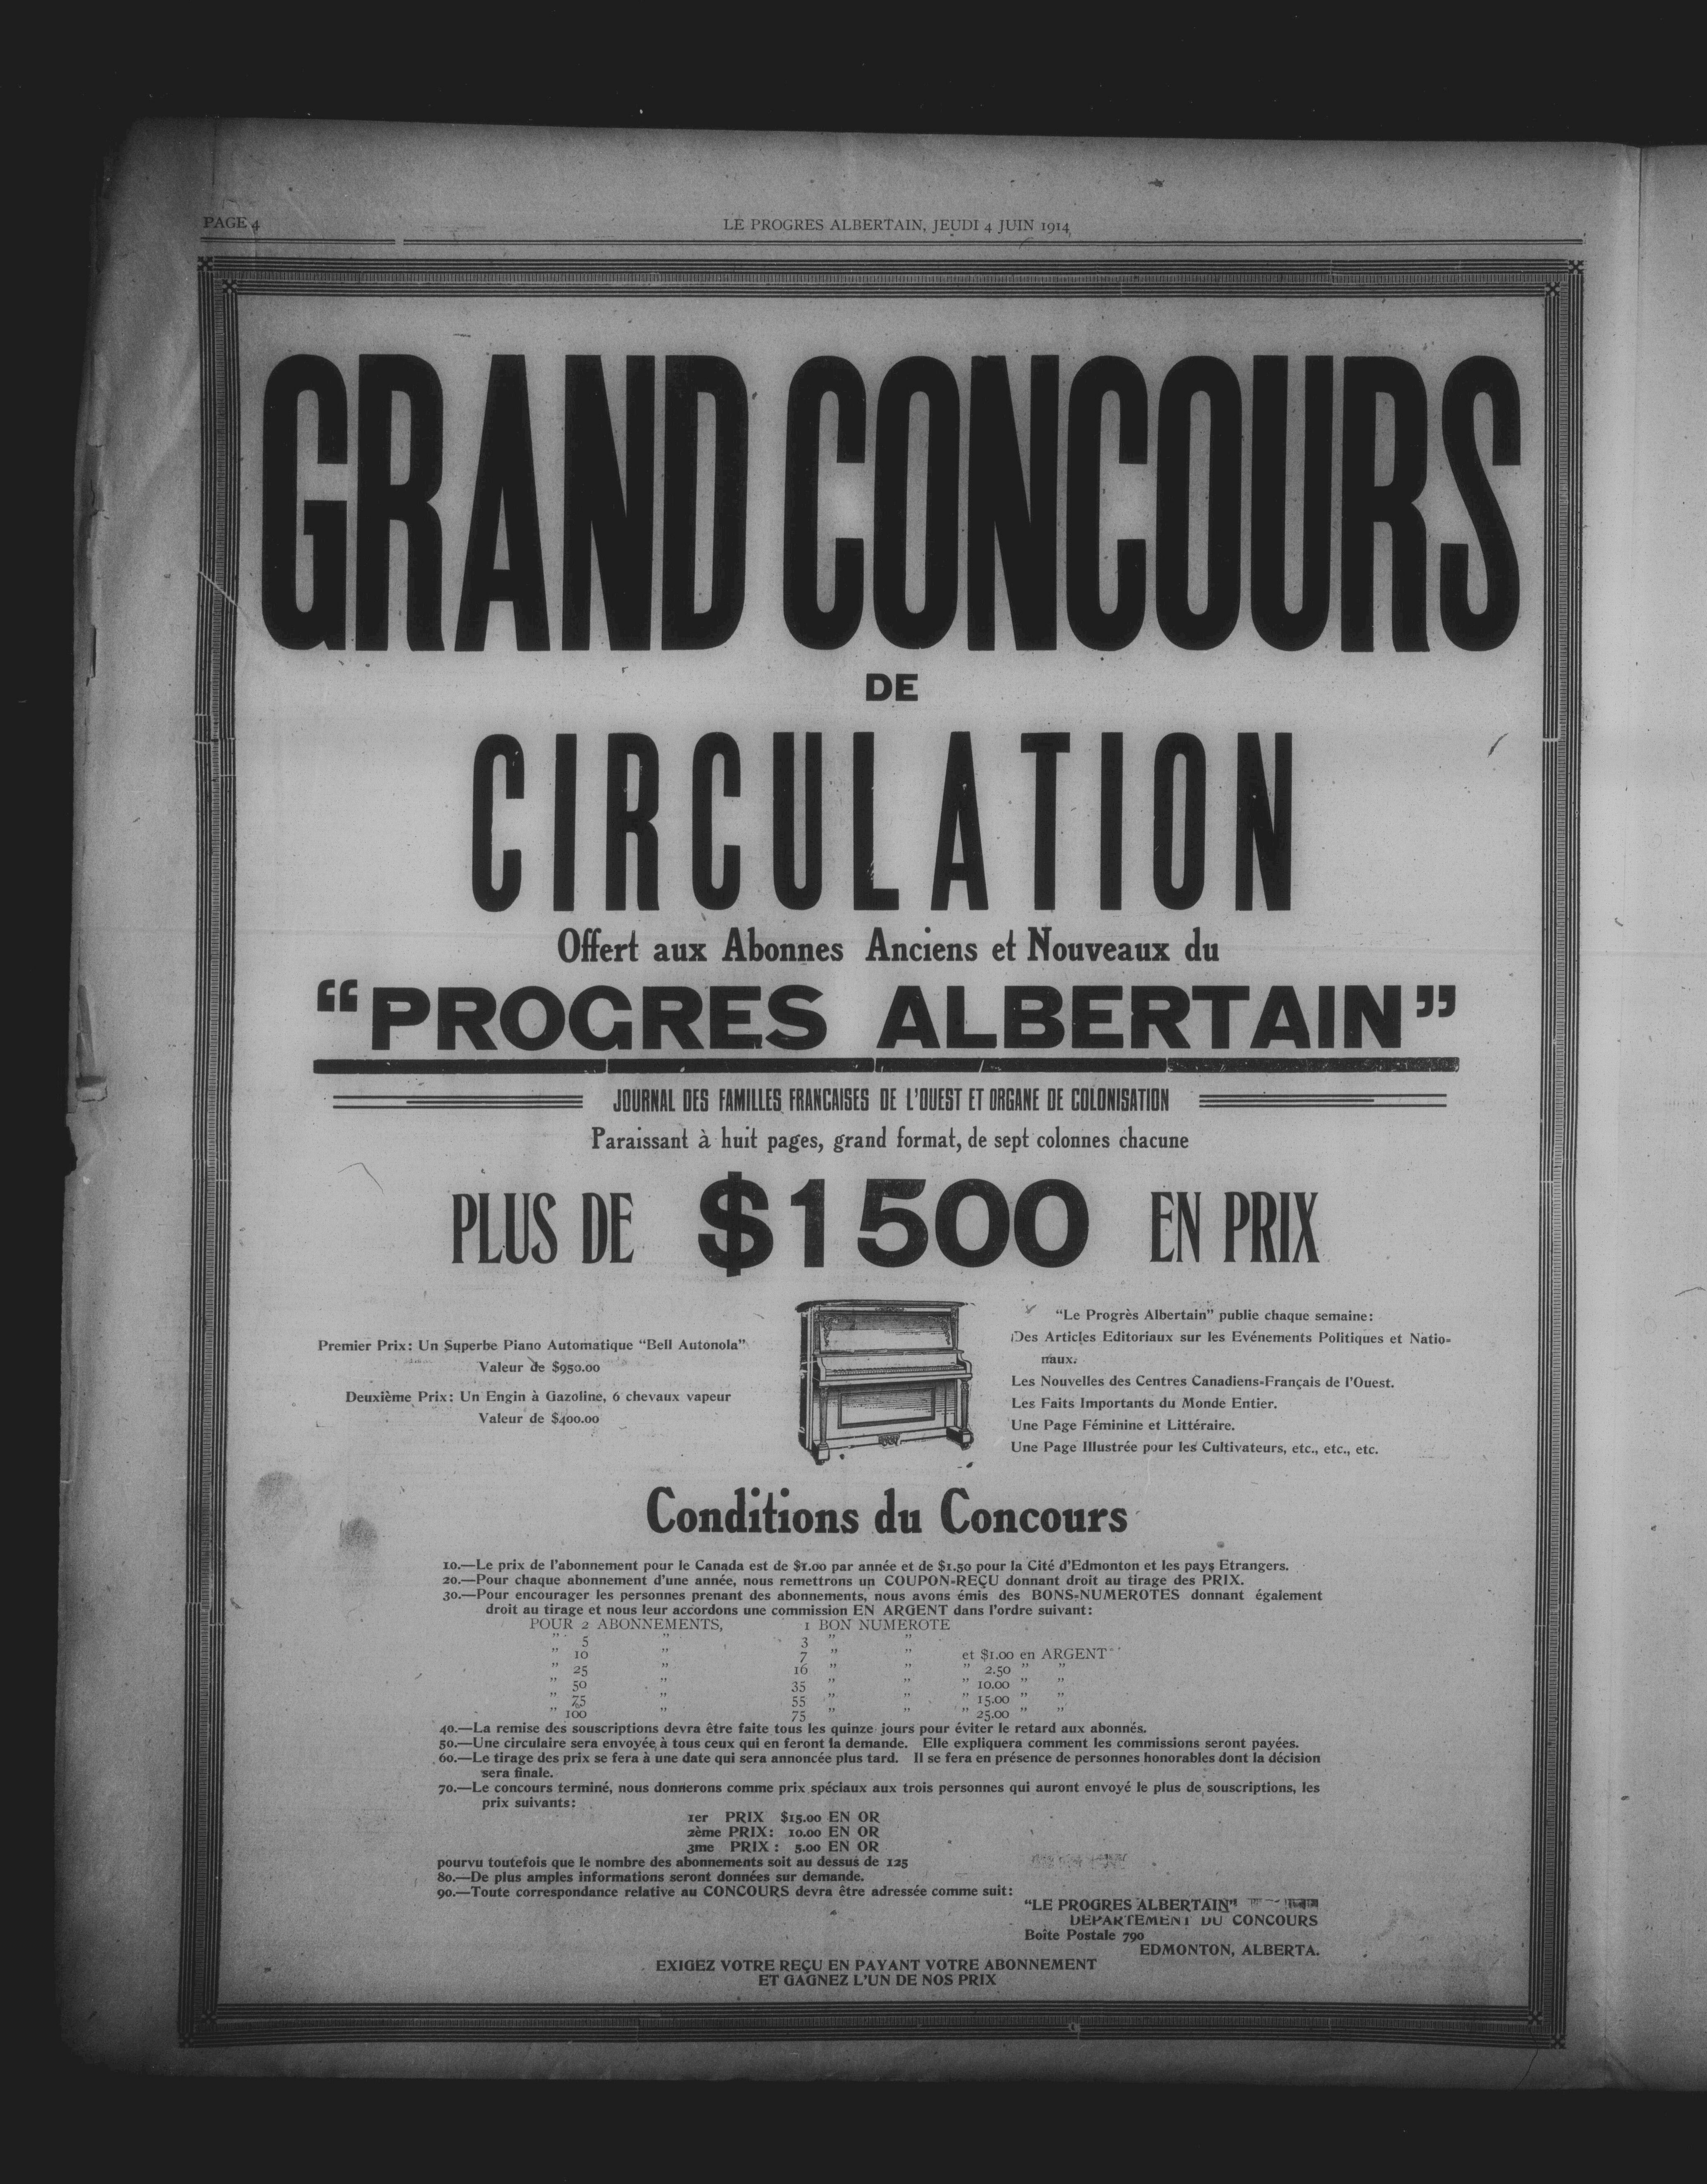 PAGE 4
LE PROGRES ALBERTAIN, JEUDI 4 JUIN 1914
GRAND CONCOURS
DE
CIRCULATION
Offert aux Abonnes Anciens et Nouveaux du
"PROGRES ALBERTAIN"
JOURNAL DES FAMILLES FRANCAISES DE L'OUEST ET ORGANE DE COLONISATION
Paraissant à huit pages, grand format, de sept colonnes chacune
PLUS DE $1500 EN PRIX
Premier Prix: Un Superbe Piano Automatique "Bell Autonola"
Valeur de $950.00
Deuxième Prix: Un Engin à Gazoline, 6 chevaux vapeur
Valeur de $400.00
"Le Progrès Albertain" publie chaque semaine:
Des Articles Editoriaux sur les Evénements Politiques et Natio-
naux.
Les Nouvelles des Centres Canadiens-Français de l'Ouest.
Les Faits Importants du Monde Entier.
Une Page Féminine et Littéraire.
Une Page Illustrée pour les Cultivateurs, etc., etc., etc.
Conditions du Concours
1o.—Le prix de l'abonnement pour le Canada est de $1.00 par année et de $1.50 pour la Cité d'Edmonton et les pays Etrangers.
2o.—Pour chaque abonnement d'une année, nous remettrons un COUPON-REÇU donnant droit au tirage des PRIX.
3o.—Pour encourager les personnes prenant des abonnements, nous avons émis des BONS-NUMEROTES donnant également
droit au tirage et nous leur accordons une commission EN ARGENT dans l'ordre suivant:
POUR 2 ABONNEMENTS, 1 BON NUMEROTE
" 5 " 3 " "
" 10 " 7 " " et $1.00 en ARGENT
" 25 " 16 " " " 2.50 " "
" 50 " 35 " " " 10.00 " "
" 75 " 55 " " " 15.00 " "
" 100 " 75 " " " 25.00 " "
4o.—La remise des souscriptions devra être faite tous les quinze jours pour éviter le retard aux abonnés.
5o.—Une circulaire sera envoyée à tous ceux qui en feront la demande. Elle expliquera comment les commissions seront payées.
6o.—Le tirage des prix se fera à une date qui sera annoncée plus tard. Il se fera en présence de personnes honorables dont la décision
sera finale.
7o.—Le concours terminé, nous donnerons comme prix spéciaux aux trois personnes qui auront envoyé le plus de souscriptions, les
prix suivants:
1er PRIX $15.00 EN OR
2ème PRIX: 10.00 EN OR
3me PRIX : 5.00 EN OR
pourvu toutefois que le nombre des abonnements soit au dessus de 125
8o.—De plus amples informations seront données sur demande.
9o.—Toute correspondance relative au CONCOURS devra être adressée comme suit:
"LE PROGRES ALBERTAIN"
DEPARTEMENT DU CONCOURS
Boite Postale 790
EDMONTON, ALBERTA.
EXIGEZ VOTRE REÇU EN PAYANT VOTRE ABONNEMENT
ET GAGNEZ L'UN DE NOS PRIX